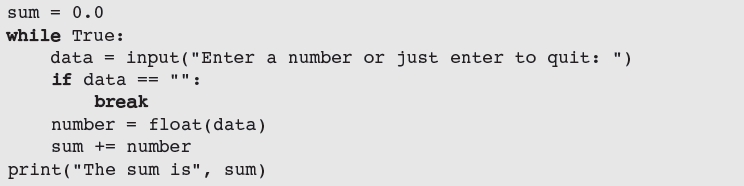 sum = 0.0
while True:
    data = input("Enter a number or just enter to quit: ")
    if data == "":
        break
    number = float(data)
    sum += number
print("The sum is", sum)